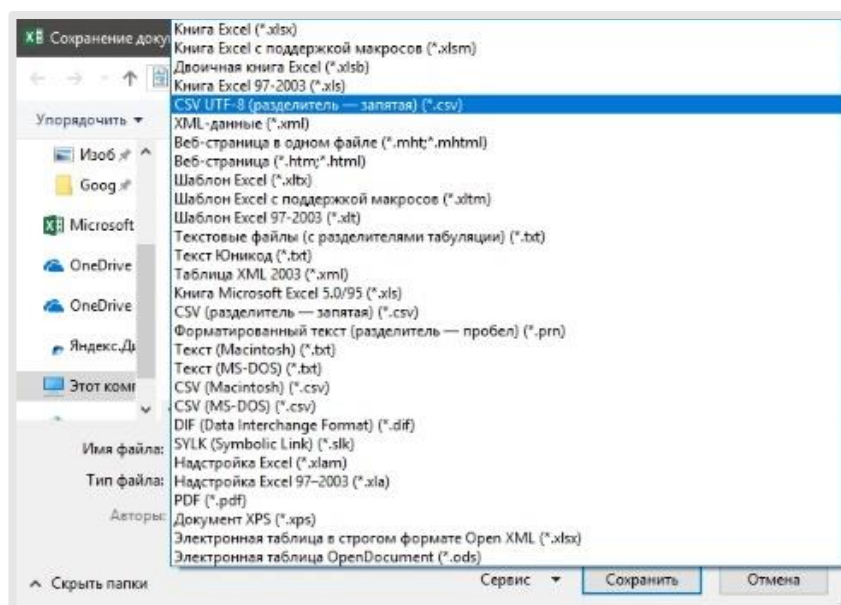 Сохранение доку
Книга Excel (*.xlsx)
Книга Excel с поддержкой макросов (*.xlsm)
Двоичная книга Excel (*.xlsb)
Книга Excel 97-2003 (*.xls)
CSV UTF-8 (разделитель — запятая) (*.csv)
XML-данные (*.xml)
Веб-страница в одном файле (*.mht;*.mhtml)
Веб-страница (*.htm;*.html)
Шаблон Excel (*.xltx)
Шаблон Excel с поддержкой макросов (*.xltm)
Шаблон Excel 97-2003 (*.xlt)
Текстовые файлы (с разделителями табуляции) (*.txt)
Текст Юникод (*.txt)
Таблица XML 2003 (*.xml)
Книга Microsoft Excel 5.0/95 (*.xls)
CSV (разделитель — запятая) (*.csv)
Форматированный текст (разделитель — пробел) (*.prn)
Текст (Macintosh) (*.txt)
Текст (MS-DOS) (*.txt)
CSV (Macintosh) (*.csv)
CSV (MS-DOS) (*.csv)
DIF (Data Interchange Format) (*.dif)
SYLK (Symbolic Link) (*.slk)
Надстройка Excel (*.xlam)
Надстройка Excel 97–2003 (*.xla)
PDF (*.pdf)
Документ XPS (*.xps)
Электронная таблица в строгом формате Open XML (*.xlsx)
Электронная таблица OpenDocument (*.ods)
Упорядочить
Изоб
Goog
Microsoft
OneDrive
OneDrive
Яндекс.Ди
Этот комп
Имя файла:
Тип файла:
Авторы:
Скрыть папки
Сервис
Сохранить
Отмена